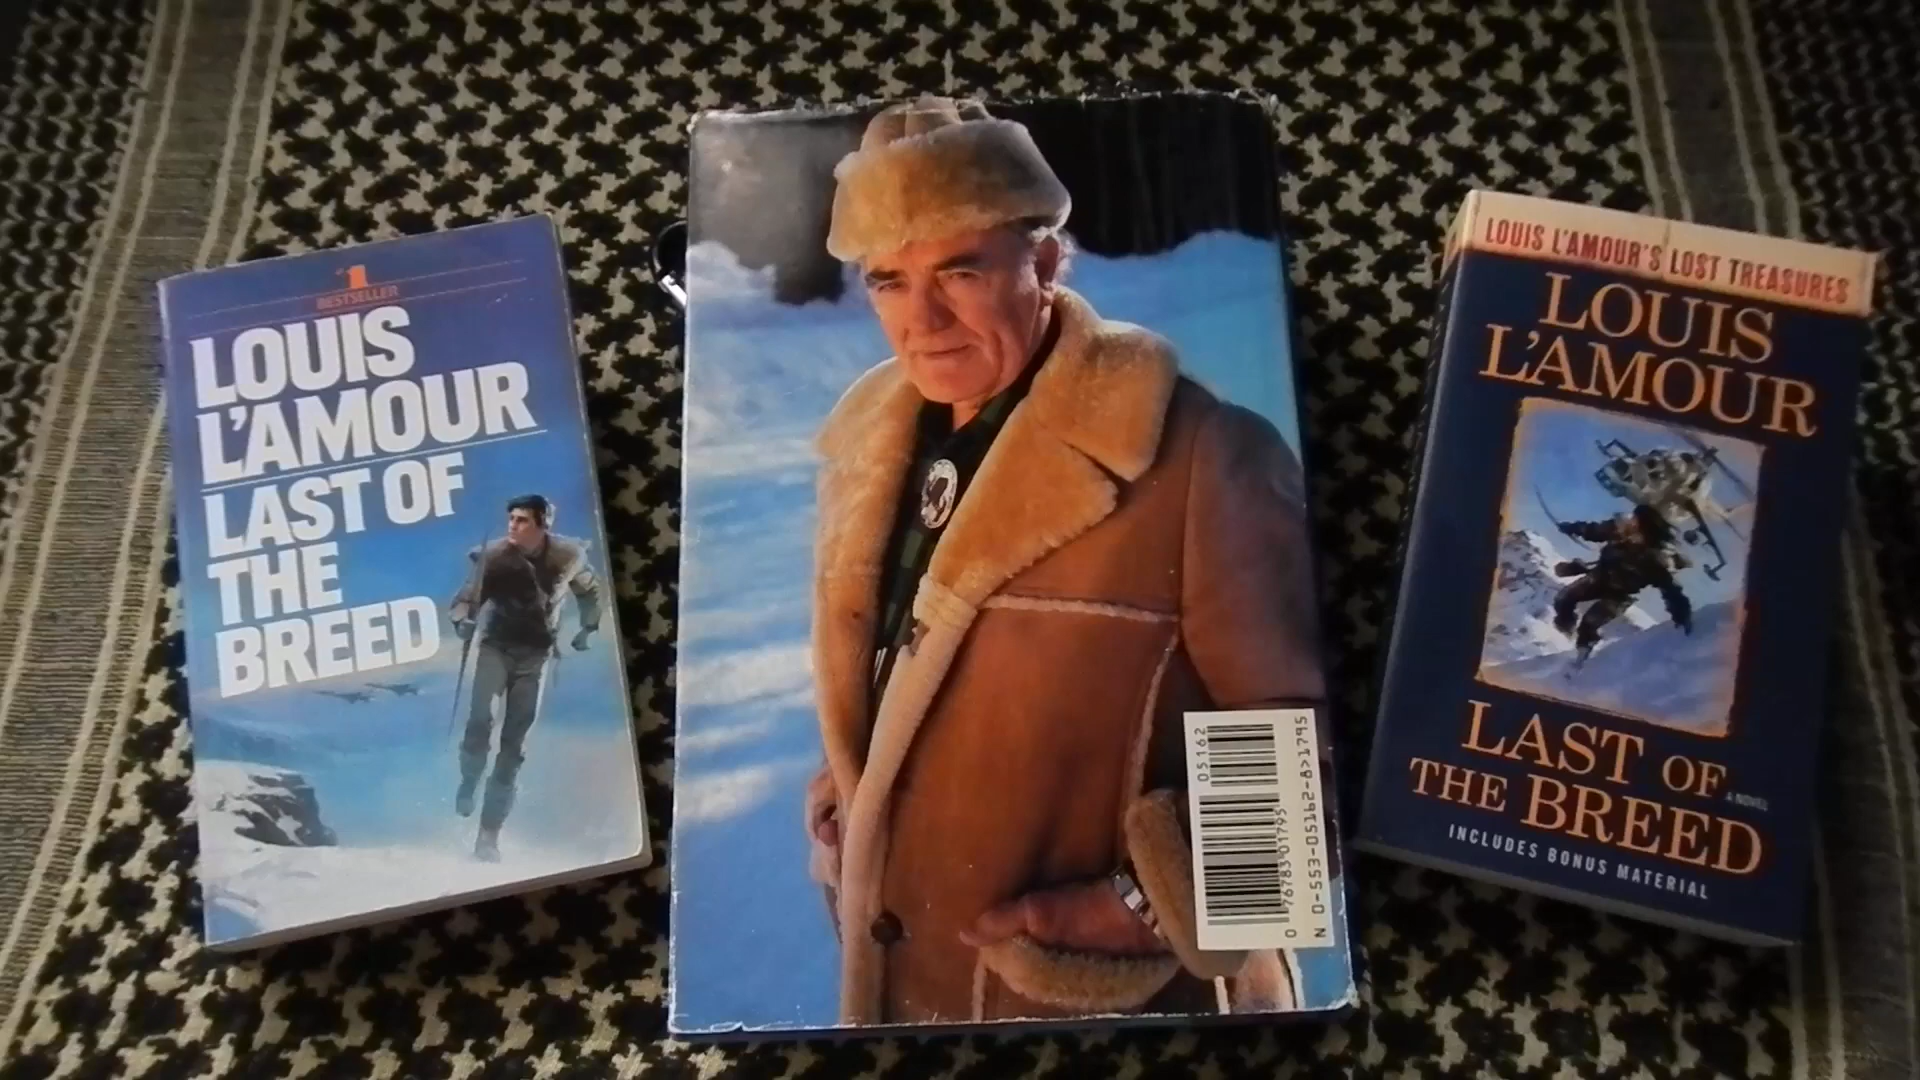 #1
BESTSELLER
LOUIS
L'AMOUR
LAST OF
THE
BREED
05162
0 76783 01795
N 0-553-05162-8>1795
LOUIS L'AMOUR'S LOST TREASURES
LOUIS
L'AMOUR
LAST OF
A NOVEL
THE BREED
INCLUDES BONUS MATERIAL